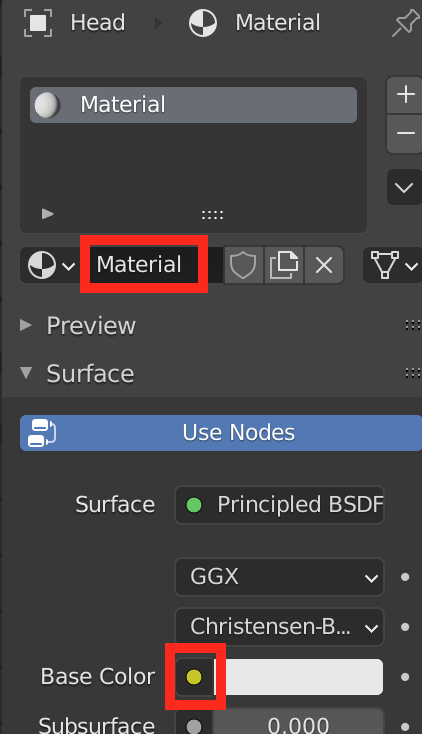 Head Material
Material
Material
Preview
Surface
Use Nodes
Surface Principled BSDF
GGX
Christensen-B...
Base Color
Subsurface 0.000